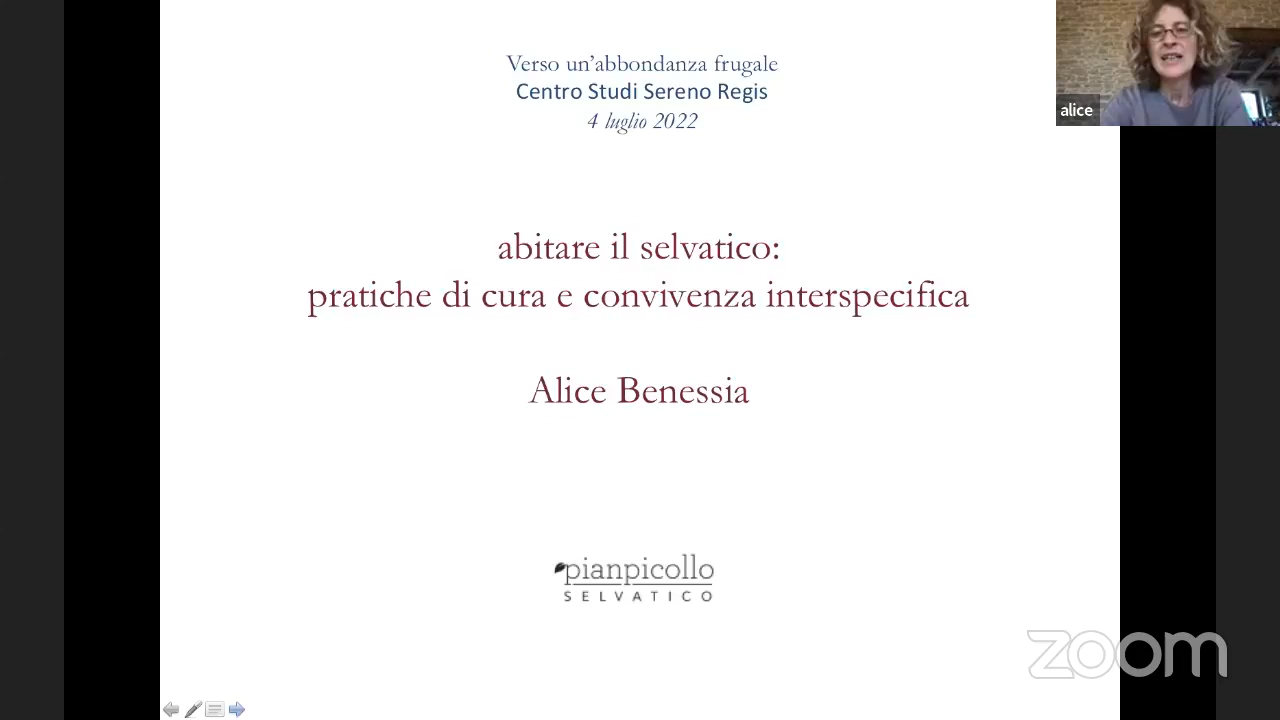 Verso un'abbondanza frugale
Centro Studi Sereno Regis
4 luglio 2022
alice
abitare il selvatico:
pratiche di cura e convivenza interspecifica
Alice Benessia
pianpicollo
SELVATICO
zoom